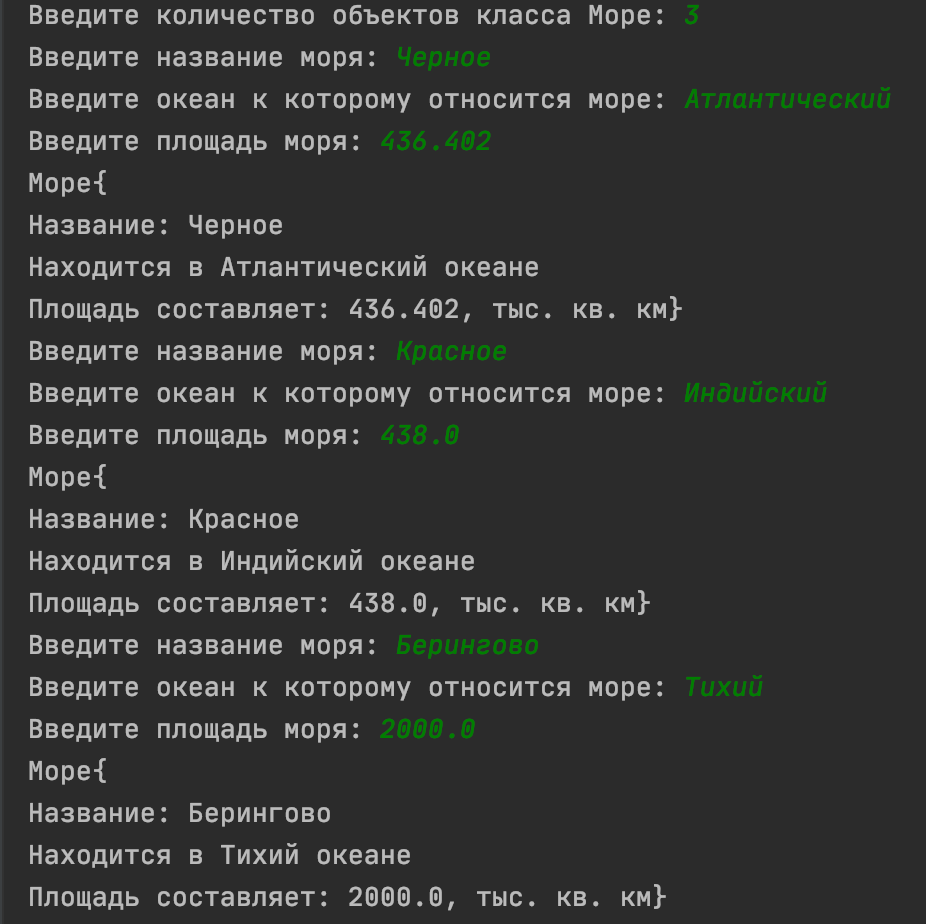 Введите количество объектов класса Море: 3
Введите название моря: Черное
Введите океан к которому относится море: Атлантический
Введите площадь моря: 436.402
Море{
Название: Черное
Находится в Атлантический океане
Площадь составляет: 436.402, тыс. кв. км}
Введите название моря: Красное
Введите океан к которому относится море: Индийский
Введите площадь моря: 438.0
Море{
Название: Красное
Находится в Индийский океане
Площадь составляет: 438.0, тыс. кв. км}
Введите название моря: Берингово
Введите океан к которому относится море: Тихий
Введите площадь моря: 2000.0
Море{
Название: Берингово
Находится в Тихий океане
Площадь составляет: 2000.0, тыс. кв. км}